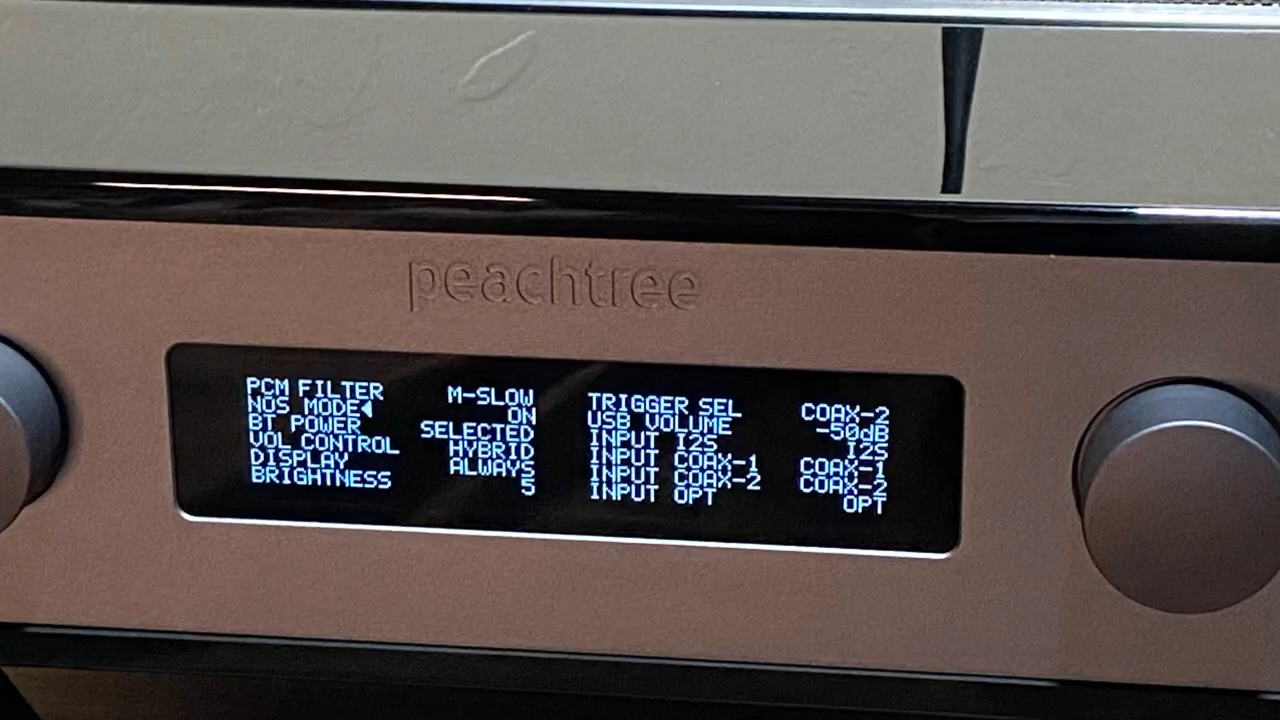 peachtree
PCM FILTER M-SLOW
NOS MODE ON
BT POWER SELECTED
VOL CONTROL HYBRID
DISPLAY ALWAYS
BRIGHTNESS 5
TRIGGER SEL COAX-2
USB VOLUME -50dB
INPUT I2S I2S
INPUT COAX-1 COAX-1
INPUT COAX-2 COAX-2
INPUT OPT OPT